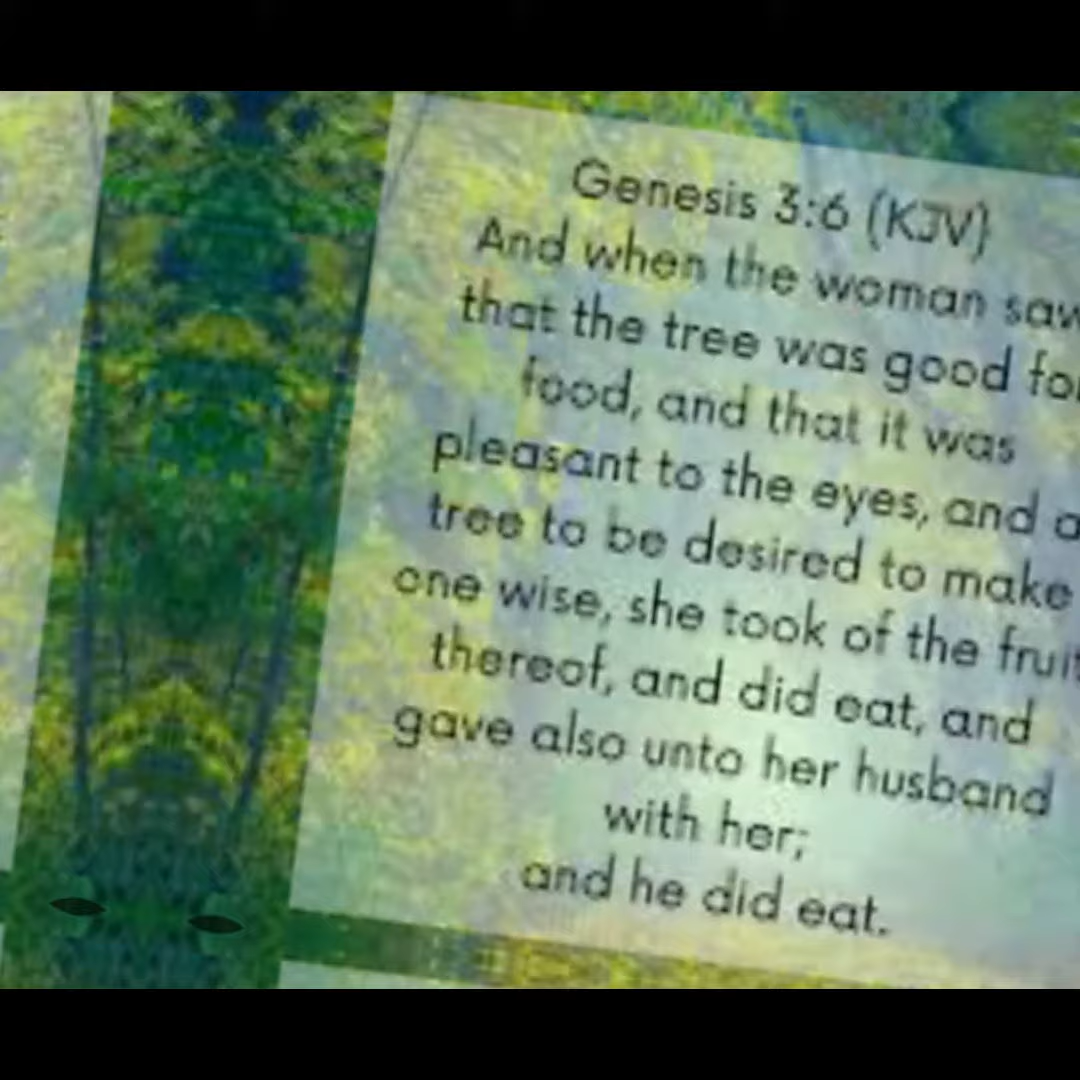 Genesis 3:6 (KJV)
And when the woman saw
that the tree was good for
food, and that it was
pleasant to the eyes, and a
tree to be desired to make
one wise, she took of the fruit
thereof, and did eat, and
gave also unto her husband
with her;
and he did eat.